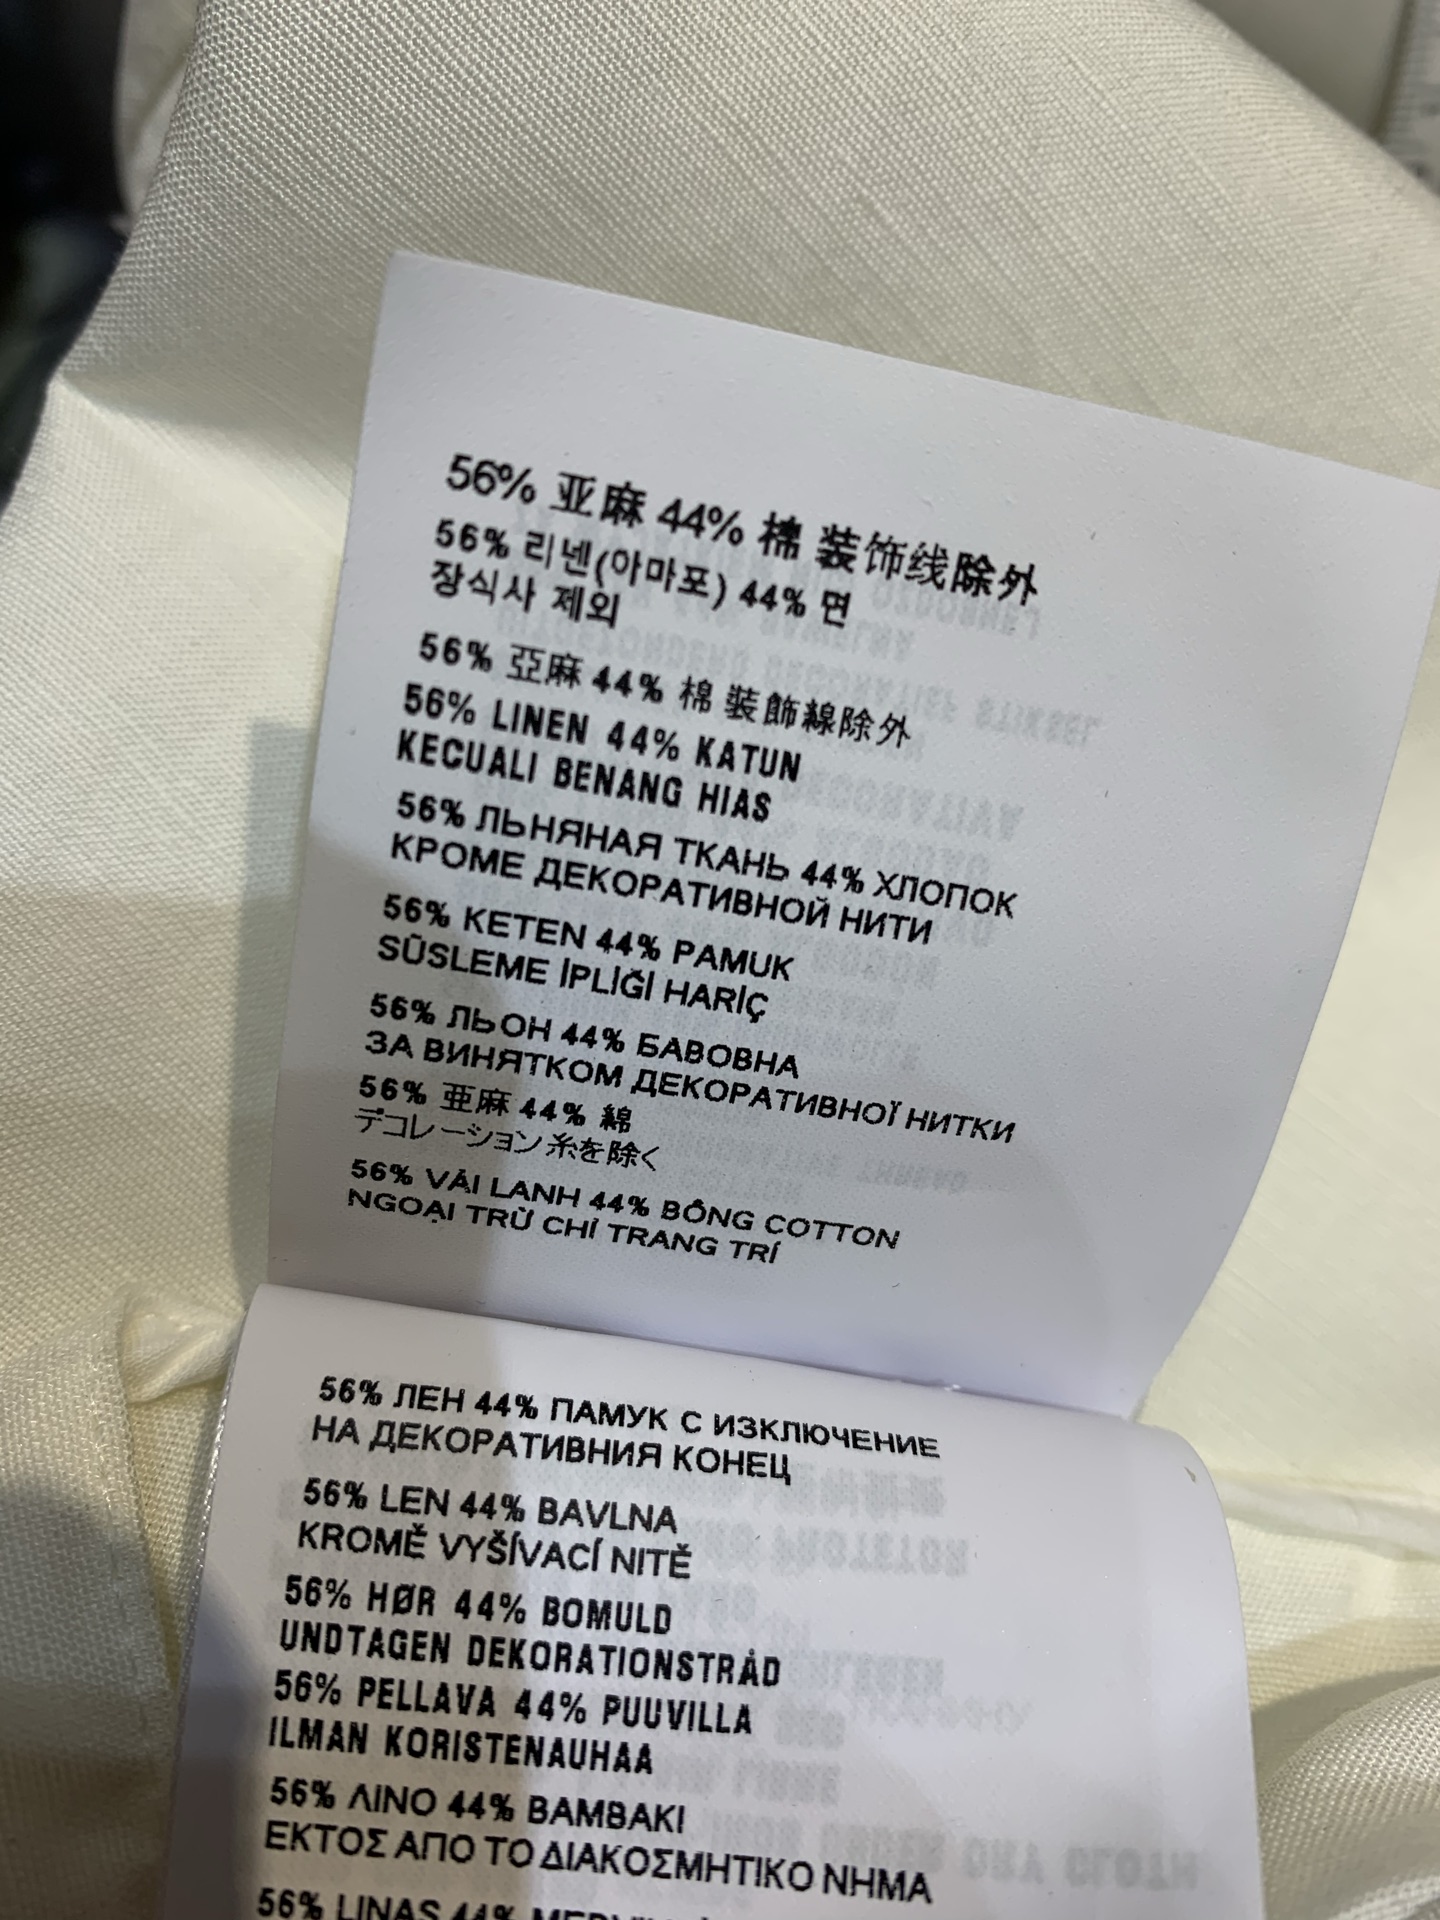 56% 亚麻 44% 棉 装饰线除外
56% 리넨(아마포) 44% 면
장식사 제외
56% 亞麻 44% 棉 裝飾線除外
56% LINEN 44% KATUN
KECUALI BENANG HIAS
56% ЛЬНЯНАЯ ТКАНЬ 44% ХЛОПОК
КРОМЕ ДЕКОРАТИВНОЙ НИТИ
56% KETEN 44% PAMUK
SÜSLEME İPLİĞİ HARİÇ
56% ЛЬОН 44% БАВОВНА
ЗА ВИНЯТКОМ ДЕКОРАТИВНОЇ НИТКИ
56% 亜麻 44% 綿
デコレーション糸を除く
56% VẢI LANH 44% BÔNG COTTON
NGOẠI TRỪ CHỈ TRANG TRÍ
56% ЛЕН 44% ПАМУК С ИЗКЛЮЧЕНИЕ
НА ДЕКОРАТИВНИЯ КОНЕЦ
56% LEN 44% BAVLNA
KROMĚ VYŠÍVACÍ NITĚ
56% HØR 44% BOMULD
UNDTAGEN DEKORATIONSTRÅD
56% PELLAVA 44% PUUVILLA
ILMAN KORISTENAUHAA
56% ΛΙΝΟ 44% ΒΑΜΒΑΚΙ
ΕΚΤΟΣ ΑΠΟ ΤΟ ΔΙΑΚΟΣΜΗΤΙΚΟ ΝΗΜΑ
56% LINAS 44%